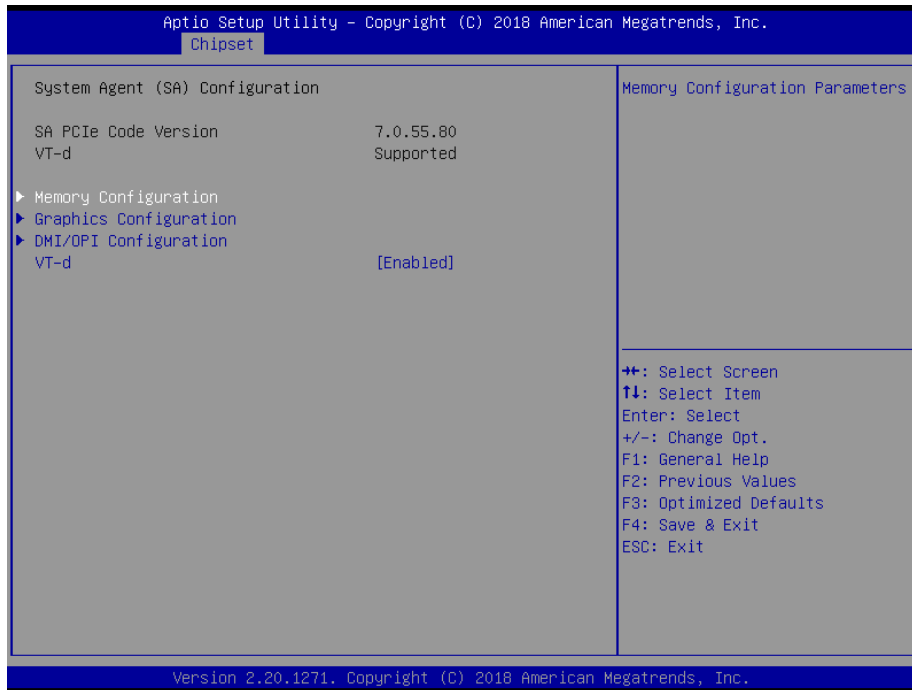 Aptio Setup Utility – Copyright (C) 2018 American Megatrends, Inc.
Chipset
System Agent (SA) Configuration
SA PCIe Code Version 7.0.55.80
VT-d Supported
Memory Configuration
Graphics Configuration
DMI/OPI Configuration
VT-d [Enabled]
Memory Configuration Parameters
→←: Select Screen
↑↓: Select Item
Enter: Select
+/-: Change Opt.
F1: General Help
F2: Previous Values
F3: Optimized Defaults
F4: Save & Exit
ESC: Exit
Version 2.20.1271. Copyright (C) 2018 American Megatrends, Inc.